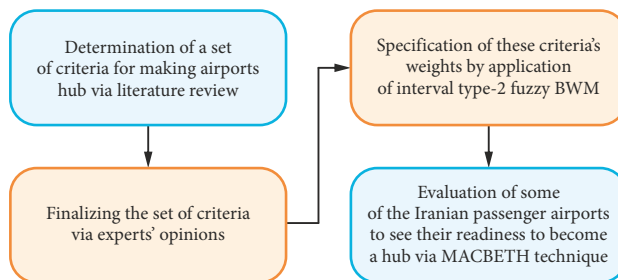 Determination of a set
of criteria for making airports
hub via literature review
Finalizing the set of criteria
via experts' opinions
Specification of these criteria's
weights by application
of interval type-2 fuzzy BWM
Evaluation of some
of the Iranian passenger airports
to see their readiness to become
a hub via MACBETH technique